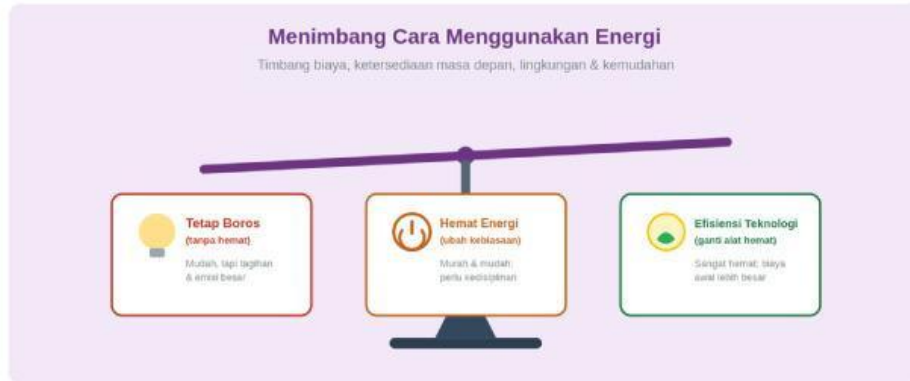 Menimbang Cara Menggunakan Energi
Timbang biaya, ketersediaan masa depan, lingkungan & kemudahan
Tetap Boros
(tanpa hemat)
Mudah, tapi tagihan
& emisi besar
Hemat Energi
(ubah kebiasaan)
Murah & mudah;
perlu kedisiplinan
Efisiensi Teknologi
(ganti alat hemat)
Sangat hemat; biaya
awal lebih besar